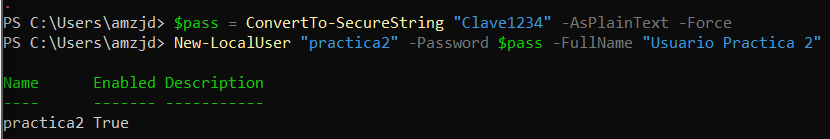 PS C:\Users\amzjd> $pass = ConvertTo-SecureString "Clave1234" -AsPlainText -Force
PS C:\Users\amzjd> New-LocalUser "practica2" -Password $pass -FullName "Usuario Practica 2"
Name      Enabled Description
----      ------- -----------
practica2 True